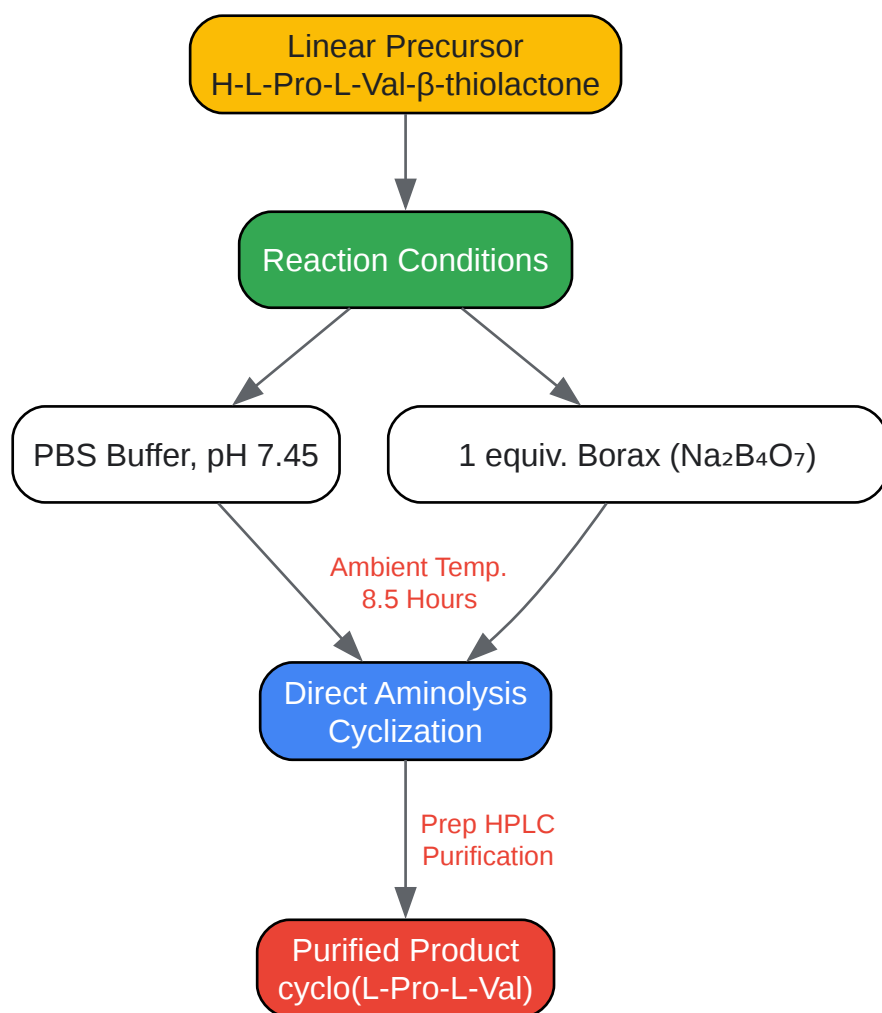 Linear Precursor
H-L-Pro-L-Val-β-thiolactone
Reaction Conditions
PBS Buffer, pH 7.45
1 equiv. Borax (Na₂B₄O₇)
Ambient Temp.
8.5 Hours
Direct Aminolysis
Cyclization
Prep HPLC
Purification
Purified Product
cyclo(L-Pro-L-Val)